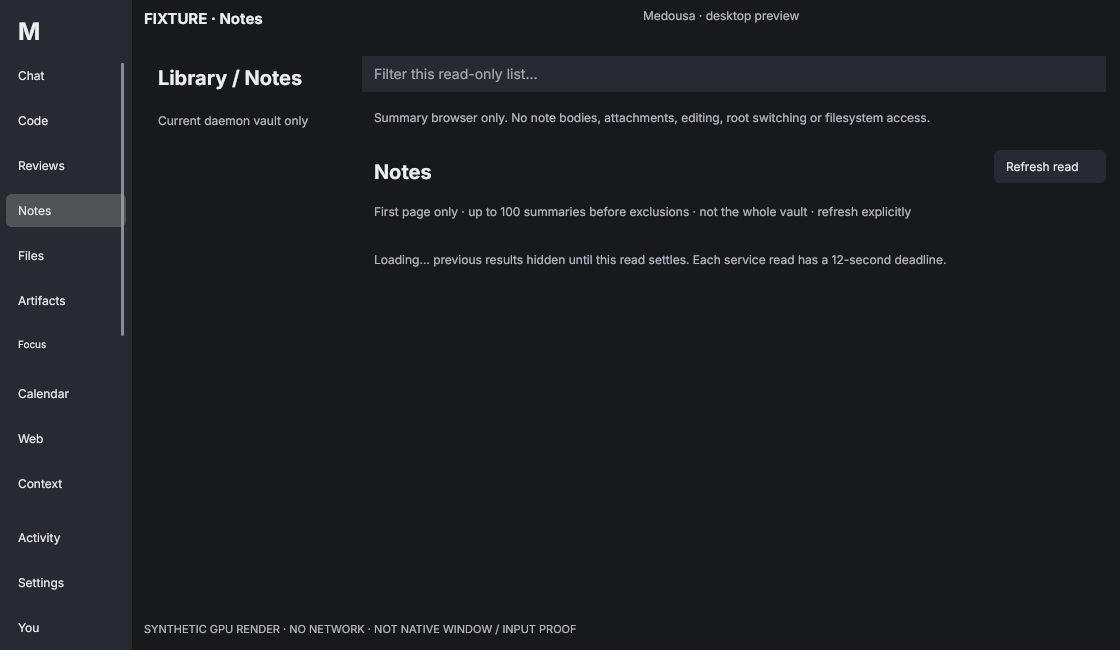 M
Chat
Code
Reviews
Notes
Files
Artifacts
Focus
Calendar
Web
Context
Activity
Settings
You
FIXTURE · Notes
Medousa · desktop preview
Library / Notes
Current daemon vault only
Filter this read-only list...
Summary browser only. No note bodies, attachments, editing, root switching or filesystem access.
Notes
Refresh read
First page only · up to 100 summaries before exclusions · not the whole vault · refresh explicitly
Loading... previous results hidden until this read settles. Each service read has a 12-second deadline.
SYNTHETIC GPU RENDER · NO NETWORK · NOT NATIVE WINDOW / INPUT PROOF